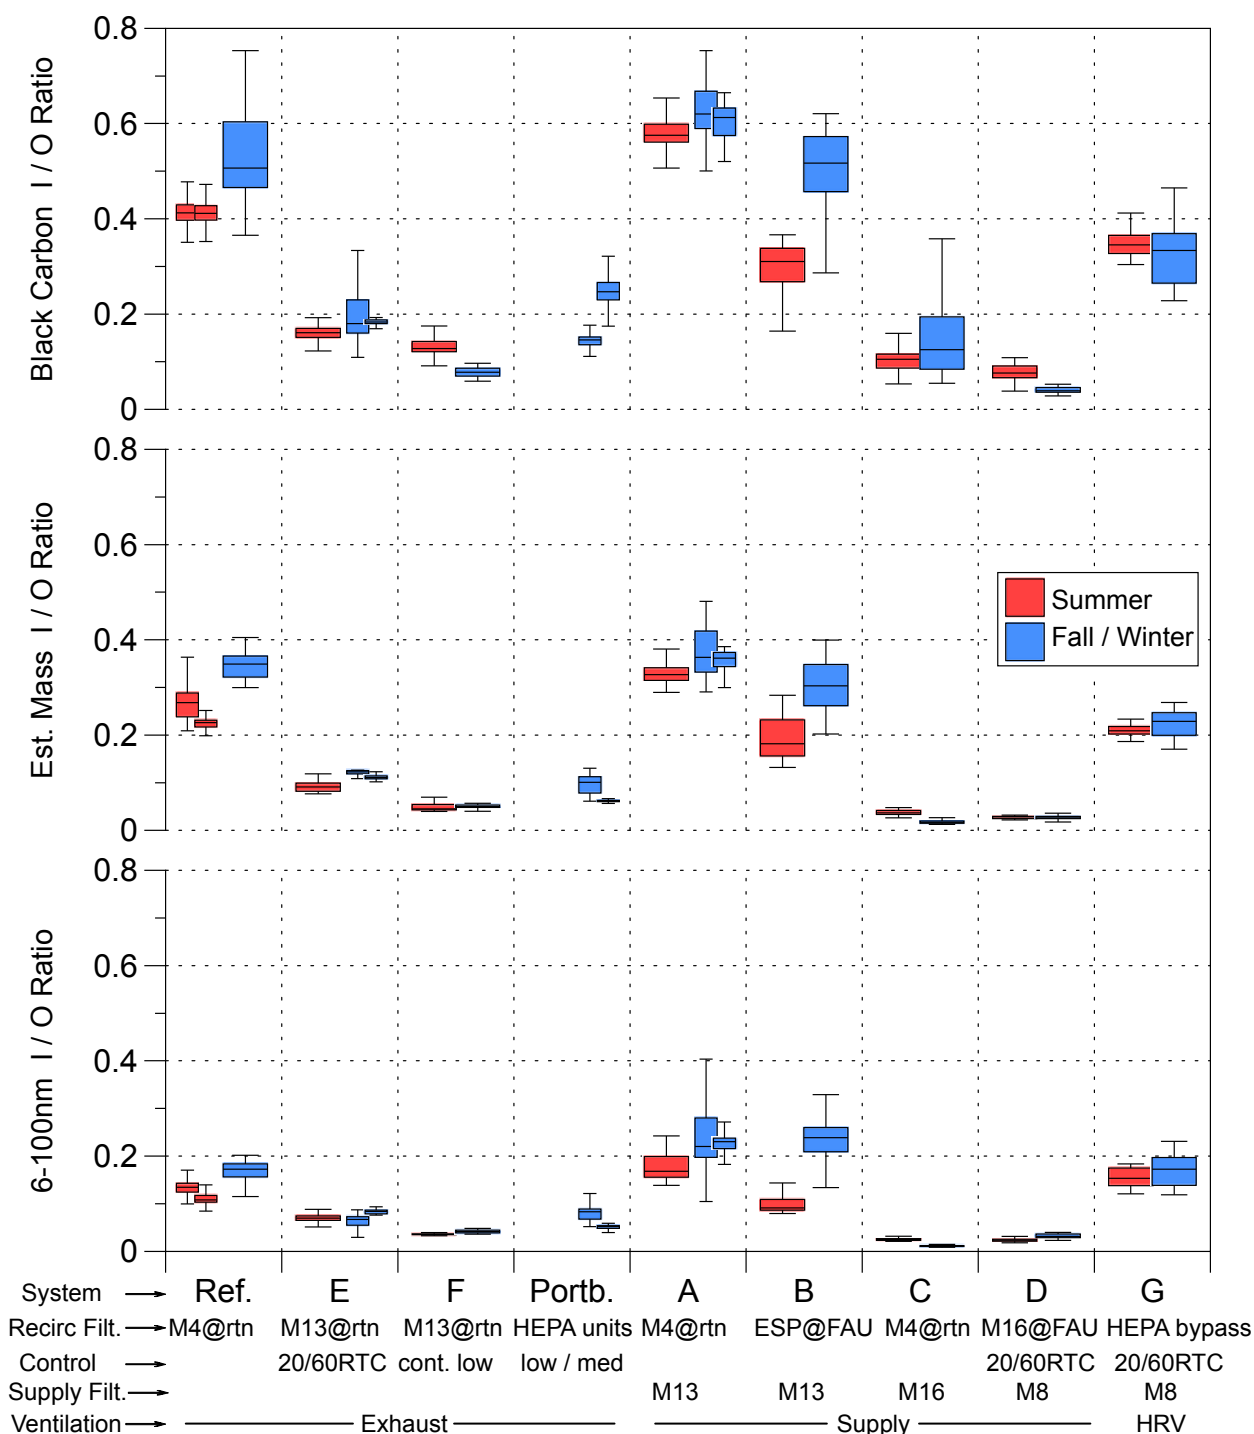 Black Carbon I / O Ratio
0.8
0.6
0.4
0.2
0
Est. Mass I / O Ratio
0.8
0.6
0.4
0.2
0
Summer
Fall / Winter
6-100nm I / O Ratio
0.8
0.6
0.4
0.2
0
System Ref. E F Portb. A B C D G
Recirc Filt. M4@rtn M13@rtn M13@rtn HEPA units M4@rtn ESP@FAU M4@rtn M16@FAU HEPA bypass
Control 20/60RTC cont. low low / med 20/60RTC 20/60RTC
Supply Filt. M13 M13 M16 M8 M8
Ventilation Exhaust Supply HRV